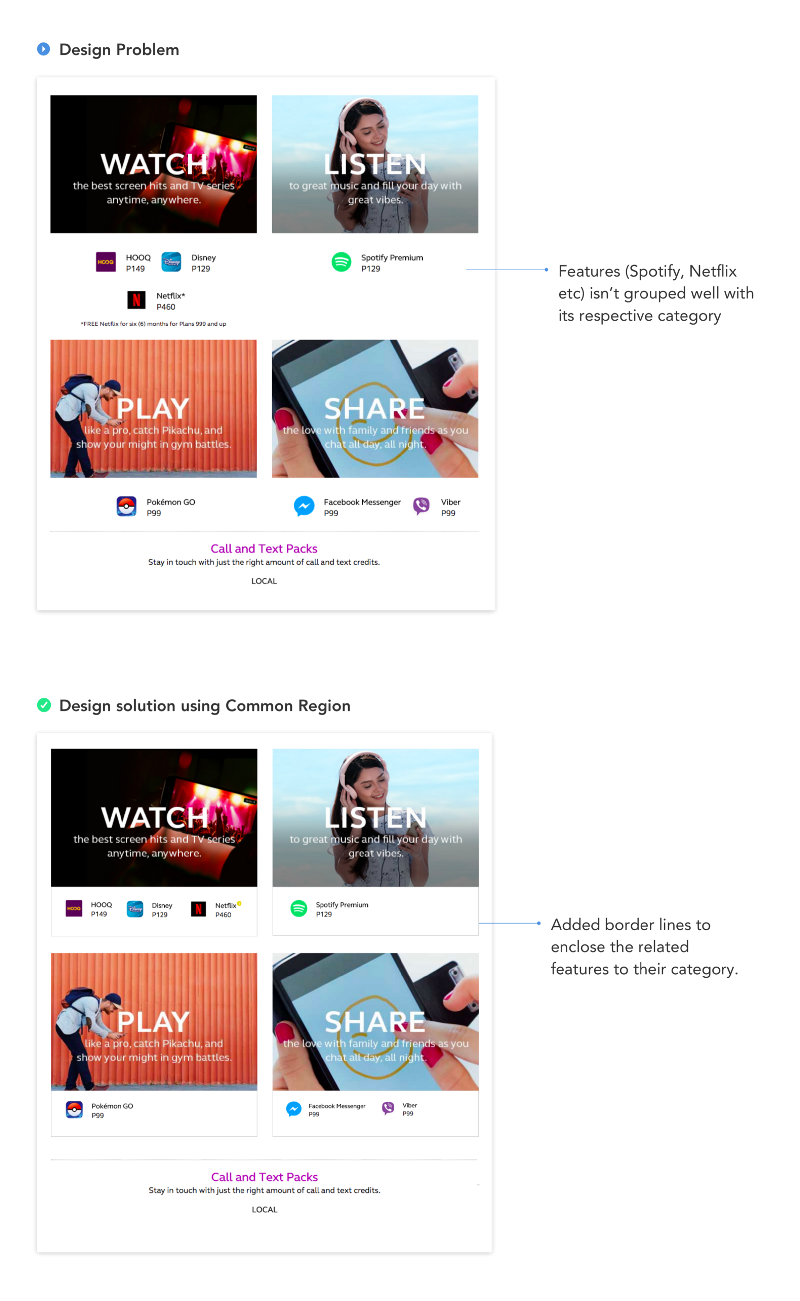 Design Problem
WATCH
the best screen hits and TV series
anytime, anywhere.
LISTEN
to great music and fill your day with
great vibes.
HOOQ
HOOQ
P149
Disney
Disney
P129
Netflix*
P460
*FREE Netflix for six (6) months for Plans 999 and up
Spotify Premium
P129
Features (Spotify, Netflix
etc) isn’t grouped well with
its respective category
PLAY
like a pro, catch Pikachu, and
show your might in gym battles.
SHARE
the love with family and friends as you
chat all day, all night.
Pokémon GO
P99
Facebook Messenger
P99
Viber
P99
Call and Text Packs
Stay in touch with just the right amount of call and text credits.
LOCAL
Design solution using Common Region
WATCH
the best screen hits and TV series
anytime, anywhere.
LISTEN
to great music and fill your day with
great vibes.
HOOQ
HOOQ
P149
Disney
Disney
P129
Netflix
P460
Spotify Premium
P129
Added border lines to
enclose the related
features to their category.
PLAY
like a pro, catch Pikachu, and
show your might in gym battles.
SHARE
the love with family and friends as you
chat all day, all night.
Pokémon GO
P99
Facebook Messenger
P99
Viber
P99
Call and Text Packs
Stay in touch with just the right amount of call and text credits.
LOCAL